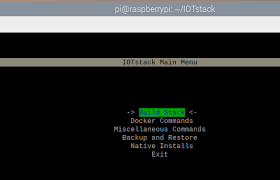 pi@raspberrypi: ~/IOTstack
IOTstack Main Menu
-> Build Stack <-
Docker Commands
Miscellaneous Commands
Backup and Restore
Native Installs
Exit